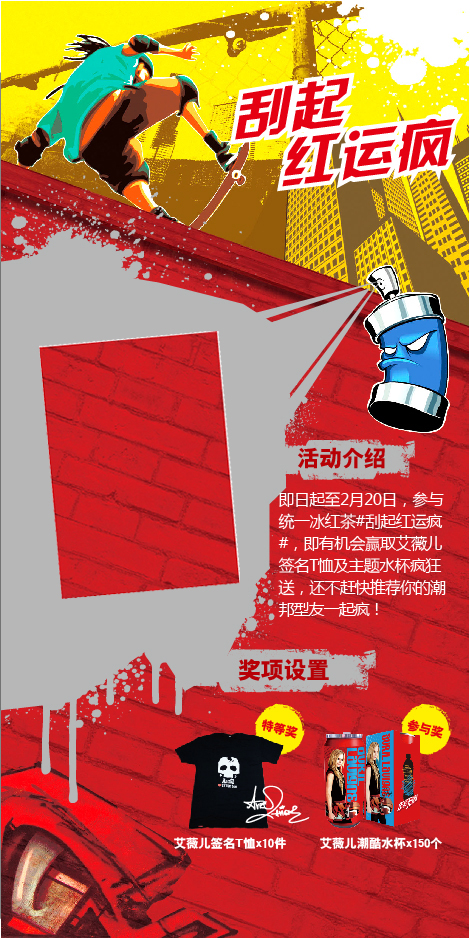 刮起
红运疯
活动介绍
即日起至2月20日，参与
统一冰红茶#刮起红运疯
#，即有机会赢取艾薇儿
签名T恤及主题水杯疯狂
送，还不赶快推荐你的潮
邦型友一起疯！
奖项设置
特等奖
参与奖
艾薇儿签名T恤x10件
艾薇儿潮酷水杯x150个